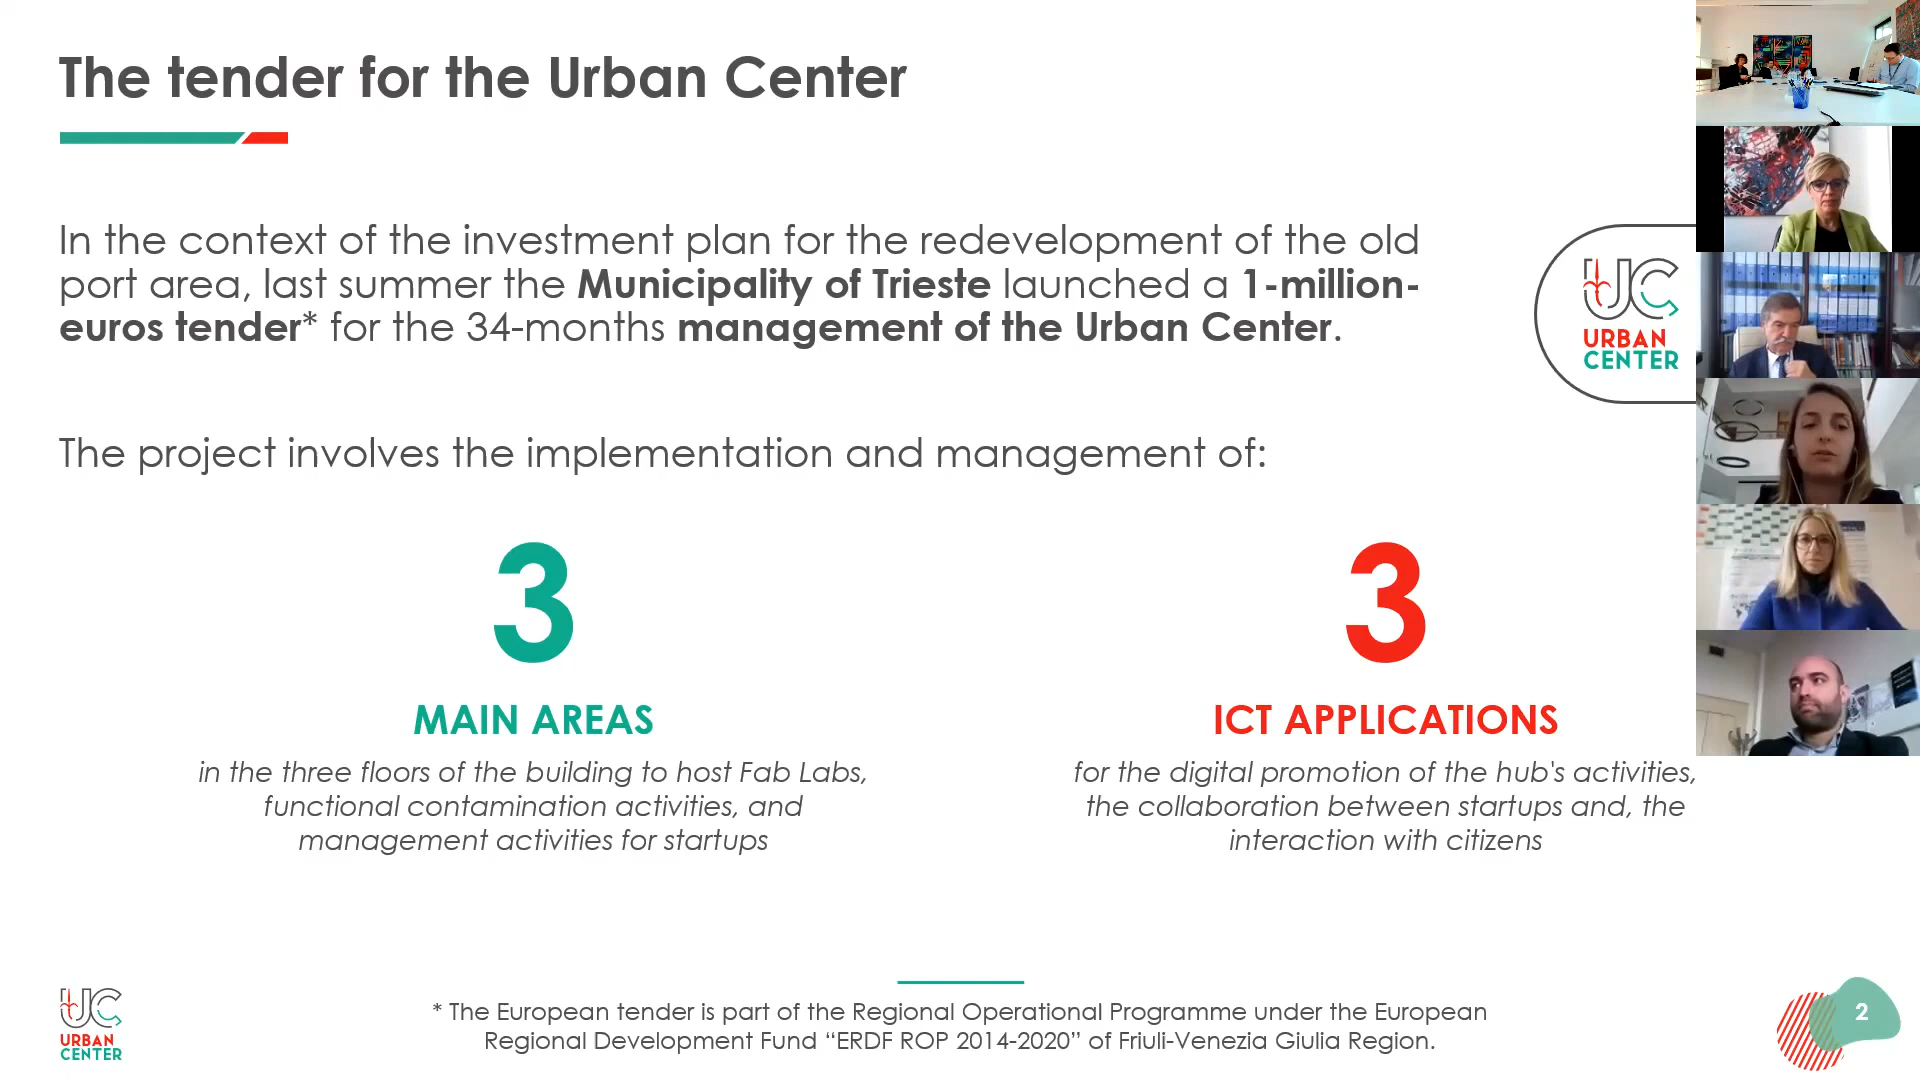 The tender for the Urban Center
In the context of the investment plan for the redevelopment of the old
port area, last summer the Municipality of Trieste launched a 1-million-
euros tender* for the 34-months management of the Urban Center.
UC
URBAN
CENTER
The project involves the implementation and management of:
3
MAIN AREAS
in the three floors of the building to host Fab Labs,
functional contamination activities, and
management activities for startups
3
ICT APPLICATIONS
for the digital promotion of the hub's activities,
the collaboration between startups and, the
interaction with citizens
UC
URBAN
CENTER
* The European tender is part of the Regional Operational Programme under the European
Regional Development Fund “ERDF ROP 2014-2020” of Friuli-Venezia Giulia Region.
2